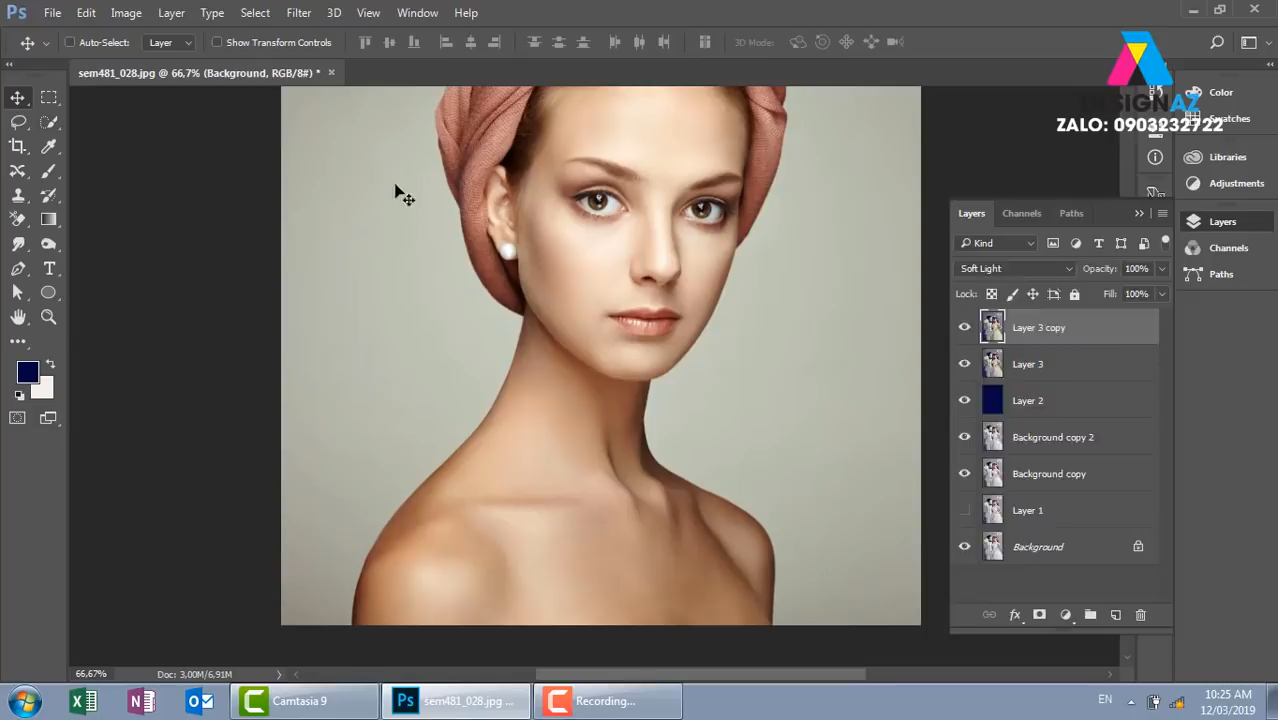 Ps File Edit Image Layer Type Select Filter 3D View Window Help
Auto-Select: Layer Show Transform Controls 3D Mode:
sem481_028.jpg @ 66,7% (Background, RGB/8#) *
Color
Swatches
ZALO: 0903232722
Libraries
Adjustments
Layers
Channels
Paths
Layers Channels Paths
Kind
Soft Light Opacity: 100%
Lock: Fill: 100%
Layer 3 copy
Layer 3
Layer 2
Background copy 2
Background copy
Layer 1
Background
fx
66,67% Doc: 3,00M/6,91M
Camtasia 9
Ps sem481_028.jpg ...
Recording...
EN
10:25 AM
12/03/2019